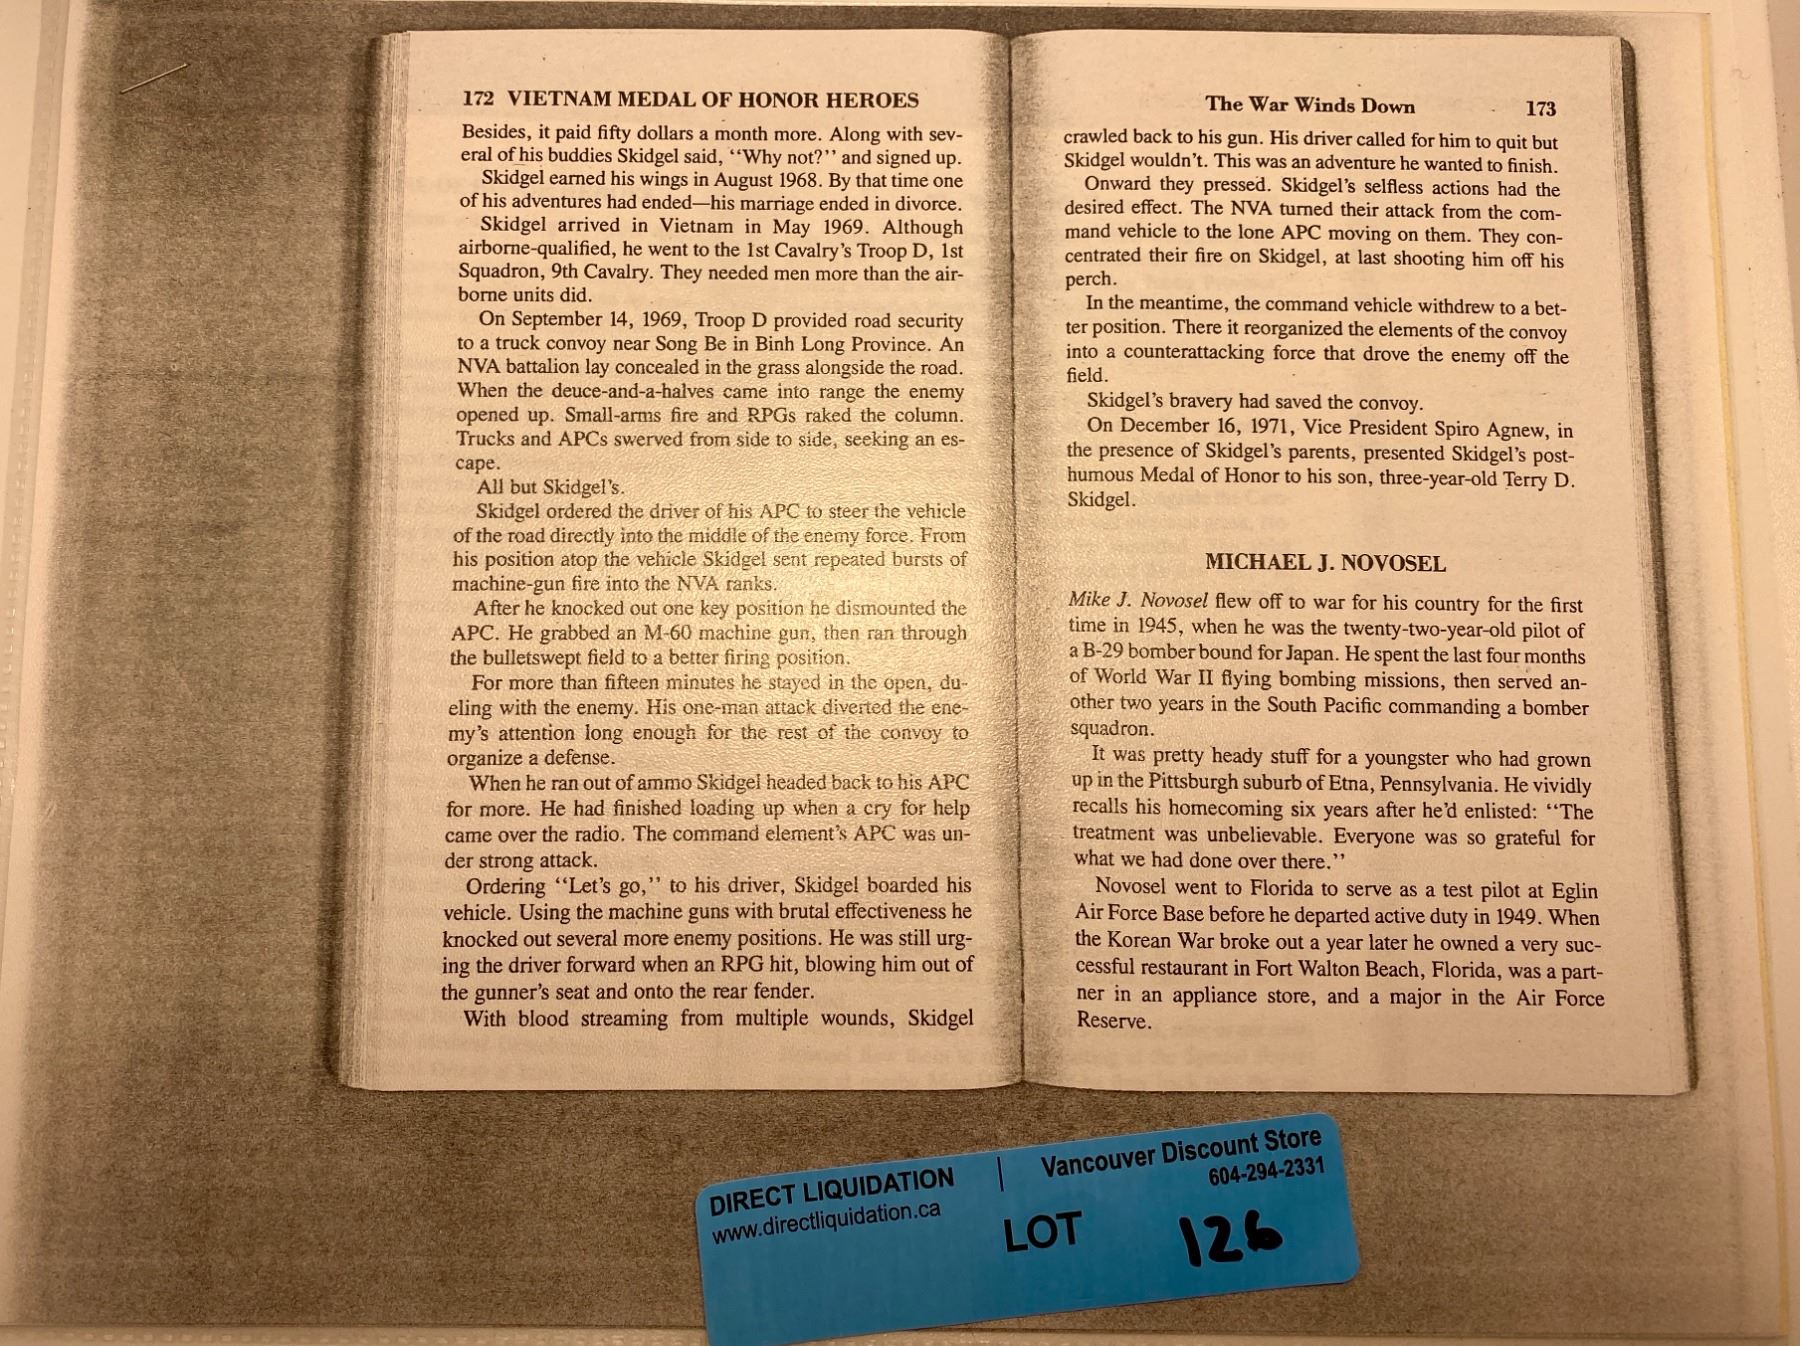 172 VIETNAM MEDAL OF HONOR HEROES
Besides, it paid fifty dollars a month more. Along with sev-
eral of his buddies Skidgel said, ‘‘Why not?’’ and signed up.
Skidgel earned his wings in August 1968. By that time one
of his adventures had ended—his marriage ended in divorce.
Skidgel arrived in Vietnam in May 1969. Although
airborne-qualified, he went to the 1st Cavalry's Troop D, 1st
Squadron, 9th Cavalry. They needed men more than the air-
borne units did.
On September 14, 1969, Troop D provided road security
to a truck convoy near Song Be in Binh Long Province. An
NVA battalion lay concealed in the grass alongside the road.
When the deuce-and-a-halves came into range the enemy
opened up. Small-arms fire and RPGs raked the column.
Trucks and APCs swerved from side to side, seeking an es-
cape.
All but Skidgel's.
Skidgel ordered the driver of his APC to steer the vehicle
of the road directly into the middle of the enemy force. From
his position atop the vehicle Skidgel sent repeated bursts of
machine-gun fire into the NVA ranks.
After he knocked out one key position he dismounted the
APC. He grabbed an M-60 machine gun, then ran through
the bulletswept field to a better firing position.
For more than fifteen minutes he stayed in the open, du-
eling with the enemy. His one-man attack diverted the ene-
my's attention long enough for the rest of the convoy to
organize a defense.
When he ran out of ammo Skidgel headed back to his APC
for more. He had finished loading up when a cry for help
came over the radio. The command element's APC was un-
der strong attack.
Ordering ‘‘Let's go,’’ to his driver, Skidgel boarded his
vehicle. Using the machine guns with brutal effectiveness he
knocked out several more enemy positions. He was still urg-
ing the driver forward when an RPG hit, blowing him out of
the gunner's seat and onto the rear fender.
With blood streaming from multiple wounds, Skidgel
The War Winds Down 173
crawled back to his gun. His driver called for him to quit but
Skidgel wouldn't. This was an adventure he wanted to finish.
Onward they pressed. Skidgel's selfless actions had the
desired effect. The NVA turned their attack from the com-
mand vehicle to the lone APC moving on them. They con-
centrated their fire on Skidgel, at last shooting him off his
perch.
In the meantime, the command vehicle withdrew to a bet-
ter position. There it reorganized the elements of the convoy
into a counterattacking force that drove the enemy off the
field.
Skidgel's bravery had saved the convoy.
On December 16, 1971, Vice President Spiro Agnew, in
the presence of Skidgel's parents, presented Skidgel's post-
humous Medal of Honor to his son, three-year-old Terry D.
Skidgel.
MICHAEL J. NOVOSEL
Mike J. Novosel flew off to war for his country for the first
time in 1945, when he was the twenty-two-year-old pilot of
a B-29 bomber bound for Japan. He spent the last four months
of World War II flying bombing missions, then served an-
other two years in the South Pacific commanding a bomber
squadron.
It was pretty heady stuff for a youngster who had grown
up in the Pittsburgh suburb of Etna, Pennsylvania. He vividly
recalls his homecoming six years after he'd enlisted: ‘‘The
treatment was unbelievable. Everyone was so grateful for
what we had done over there.’’
Novosel went to Florida to serve as a test pilot at Eglin
Air Force Base before he departed active duty in 1949. When
the Korean War broke out a year later he owned a very suc-
cessful restaurant in Fort Walton Beach, Florida, was a part-
ner in an appliance store, and a major in the Air Force
Reserve.
DIRECT LIQUIDATION | Vancouver Discount Store
www.directliquidation.ca 604-294-2331
LOT 126